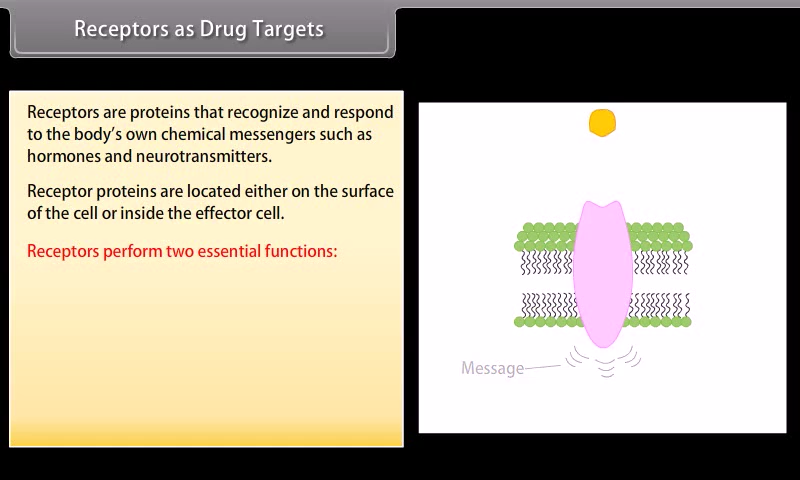 Receptors as Drug Targets
Receptors are proteins that recognize and respond
to the body's own chemical messengers such as
hormones and neurotransmitters.
Receptor proteins are located either on the surface
of the cell or inside the effector cell.
Receptors perform two essential functions:
Message